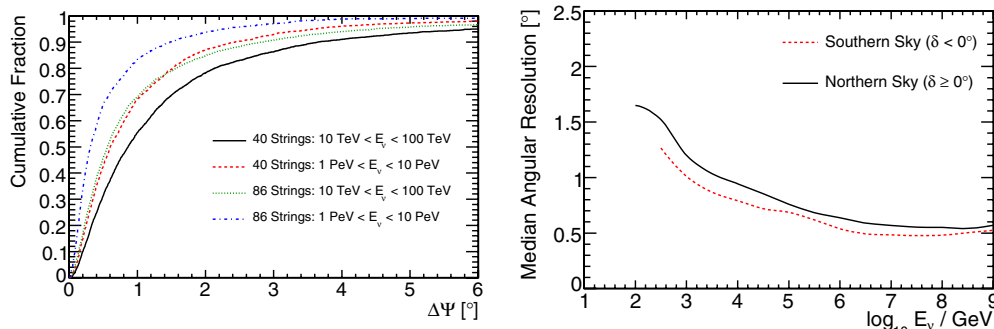 Cumulative Fraction
1
0.9
0.8
0.7
0.6
0.5
0.4
0.3
0.2
0.1
0
40 Strings: 10 TeV < Eν < 100 TeV
40 Strings: 1 PeV < Eν < 10 PeV
86 Strings: 10 TeV < Eν < 100 TeV
86 Strings: 1 PeV < Eν < 10 PeV
0 1 2 3 4 5 6
ΔΨ [°]
Median Angular Resolution [°]
2.5
2
1.5
1
0.5
0
Southern Sky (δ < 0°)
Northern Sky (δ ≥ 0°)
1 2 3 4 5 6 7 8 9
log10 Eν / GeV